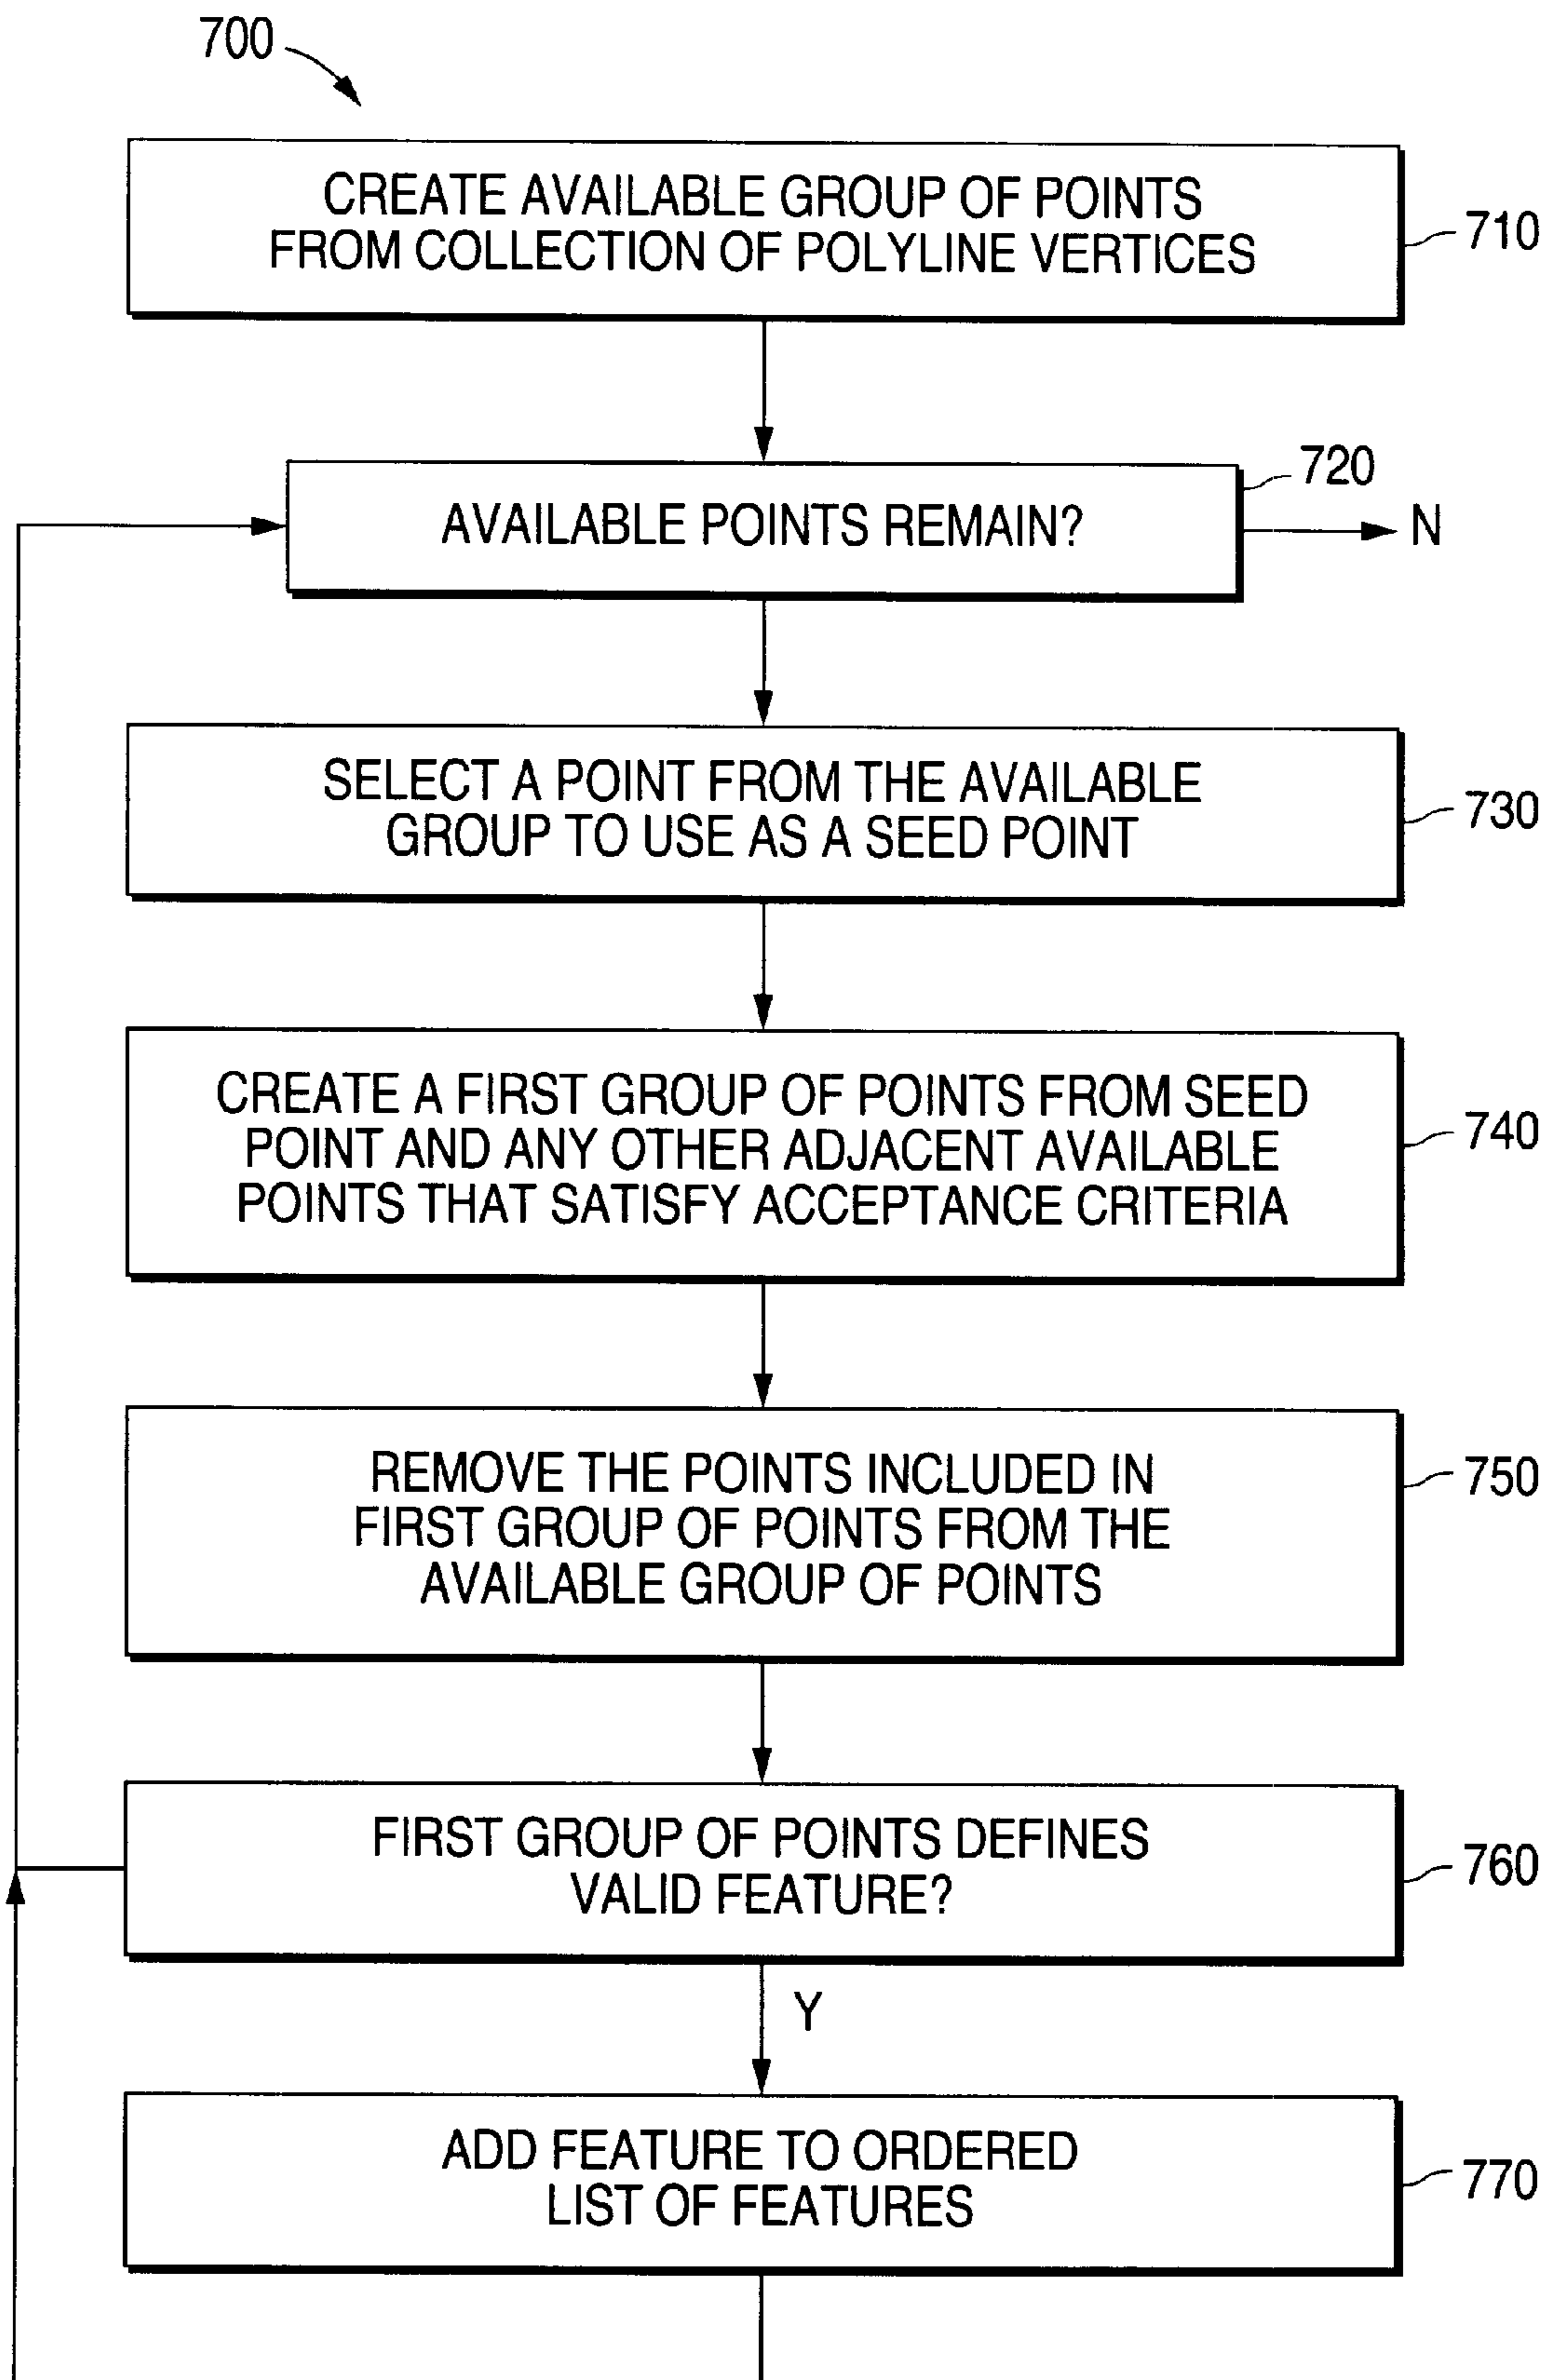 700
CREATE AVAILABLE GROUP OF POINTS
FROM COLLECTION OF POLYLINE VERTICES
710
AVAILABLE POINTS REMAIN?
720
N
SELECT A POINT FROM THE AVAILABLE
GROUP TO USE AS A SEED POINT
730
CREATE A FIRST GROUP OF POINTS FROM SEED
POINT AND ANY OTHER ADJACENT AVAILABLE
POINTS THAT SATISFY ACCEPTANCE CRITERIA
740
REMOVE THE POINTS INCLUDED IN
FIRST GROUP OF POINTS FROM THE
AVAILABLE GROUP OF POINTS
750
FIRST GROUP OF POINTS DEFINES
VALID FEATURE?
760
Y
ADD FEATURE TO ORDERED
LIST OF FEATURES
770